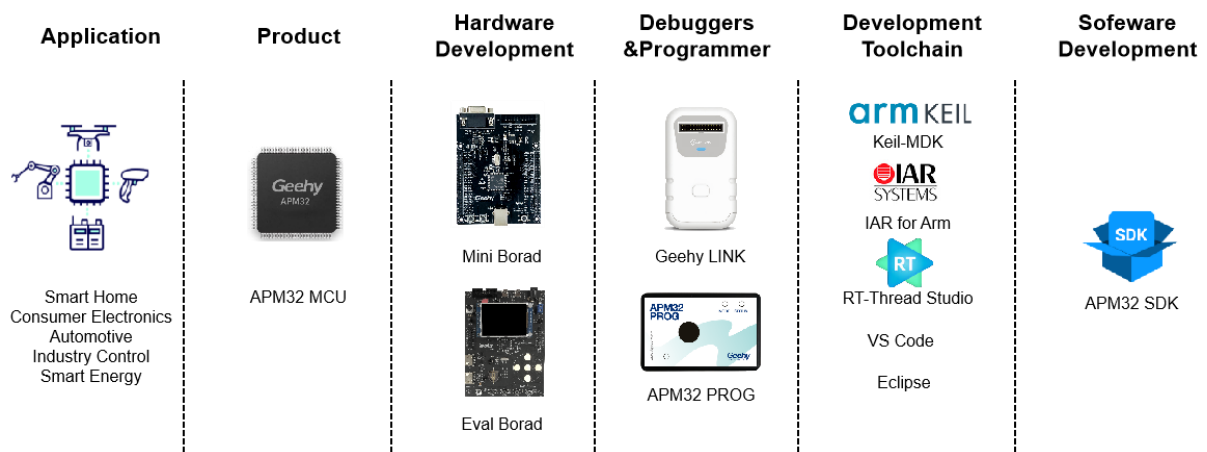 Application
Product
Hardware
Development
Debuggers
&Programmer
Development
Toolchain
Sofeware
Development
Smart Home
Consumer Electronics
Automotive
Industry Control
Smart Energy
Geehy
APM32
APM32 MCU
Geehy
Mini Borad
Eval Borad
Geehy LINK
APM32
PROG
Geehy
APM32 PROG
arm KEIL
Keil-MDK
IAR
SYSTEMS
IAR for Arm
RT
RT-Thread Studio
VS Code
Eclipse
SDK
APM32 SDK